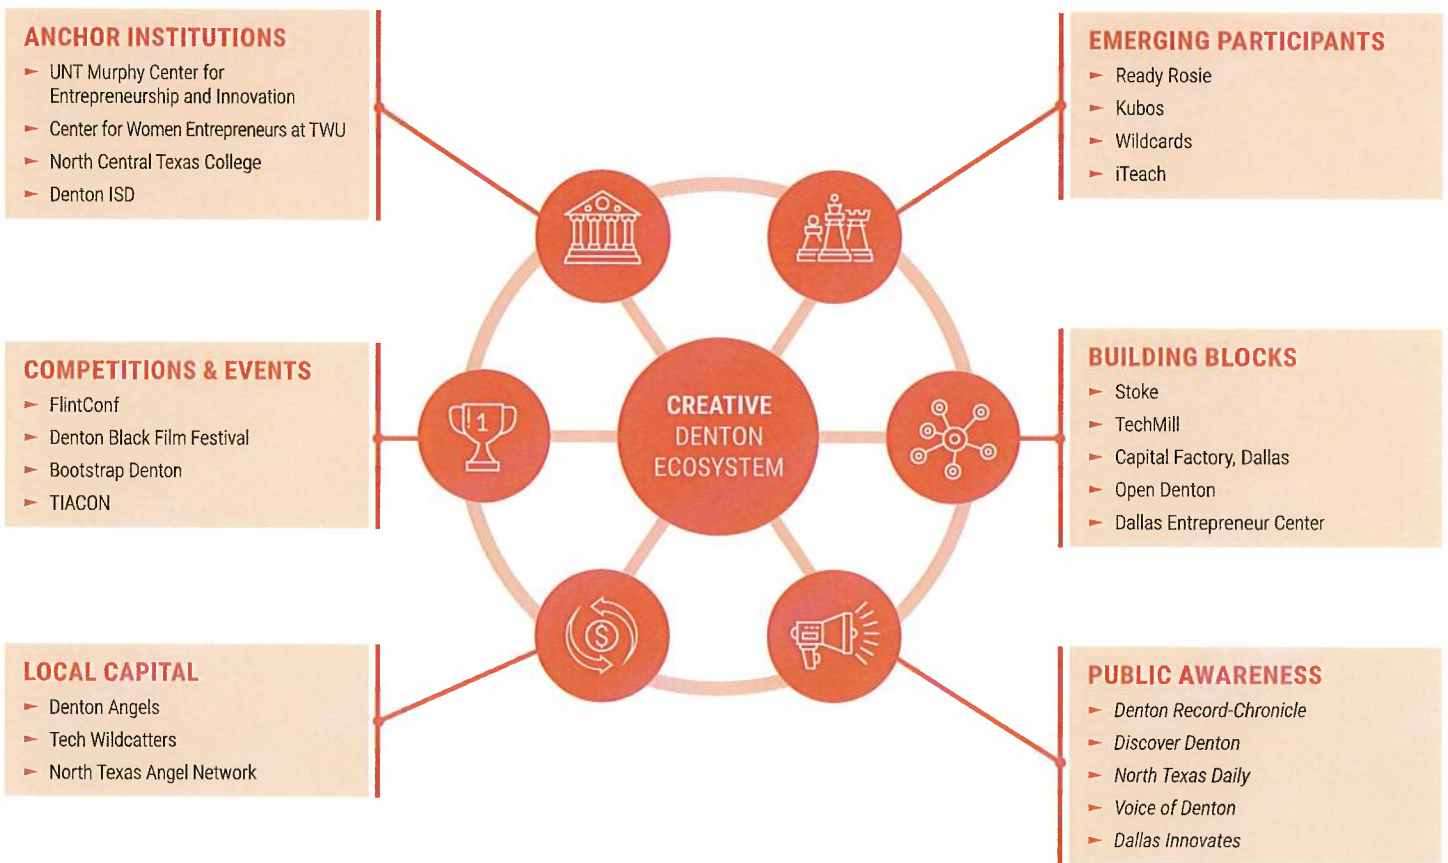 ANCHOR INSTITUTIONS
► UNT Murphy Center for
Entrepreneurship and Innovation
► Center for Women Entrepreneurs at TWU
► North Central Texas College
► Denton ISD
EMERGING PARTICIPANTS
► Ready Rosie
► Kubos
► Wildcards
► iTeach
COMPETITIONS & EVENTS
► FlintConf
► Denton Black Film Festival
► Bootstrap Denton
► TIACON
1
CREATIVE
DENTON
ECOSYSTEM
BUILDING BLOCKS
► Stoke
► TechMill
► Capital Factory, Dallas
► Open Denton
► Dallas Entrepreneur Center
LOCAL CAPITAL
► Denton Angels
► Tech Wildcatters
► North Texas Angel Network
$
PUBLIC AWARENESS
► Denton Record-Chronicle
► Discover Denton
► North Texas Daily
► Voice of Denton
► Dallas Innovates